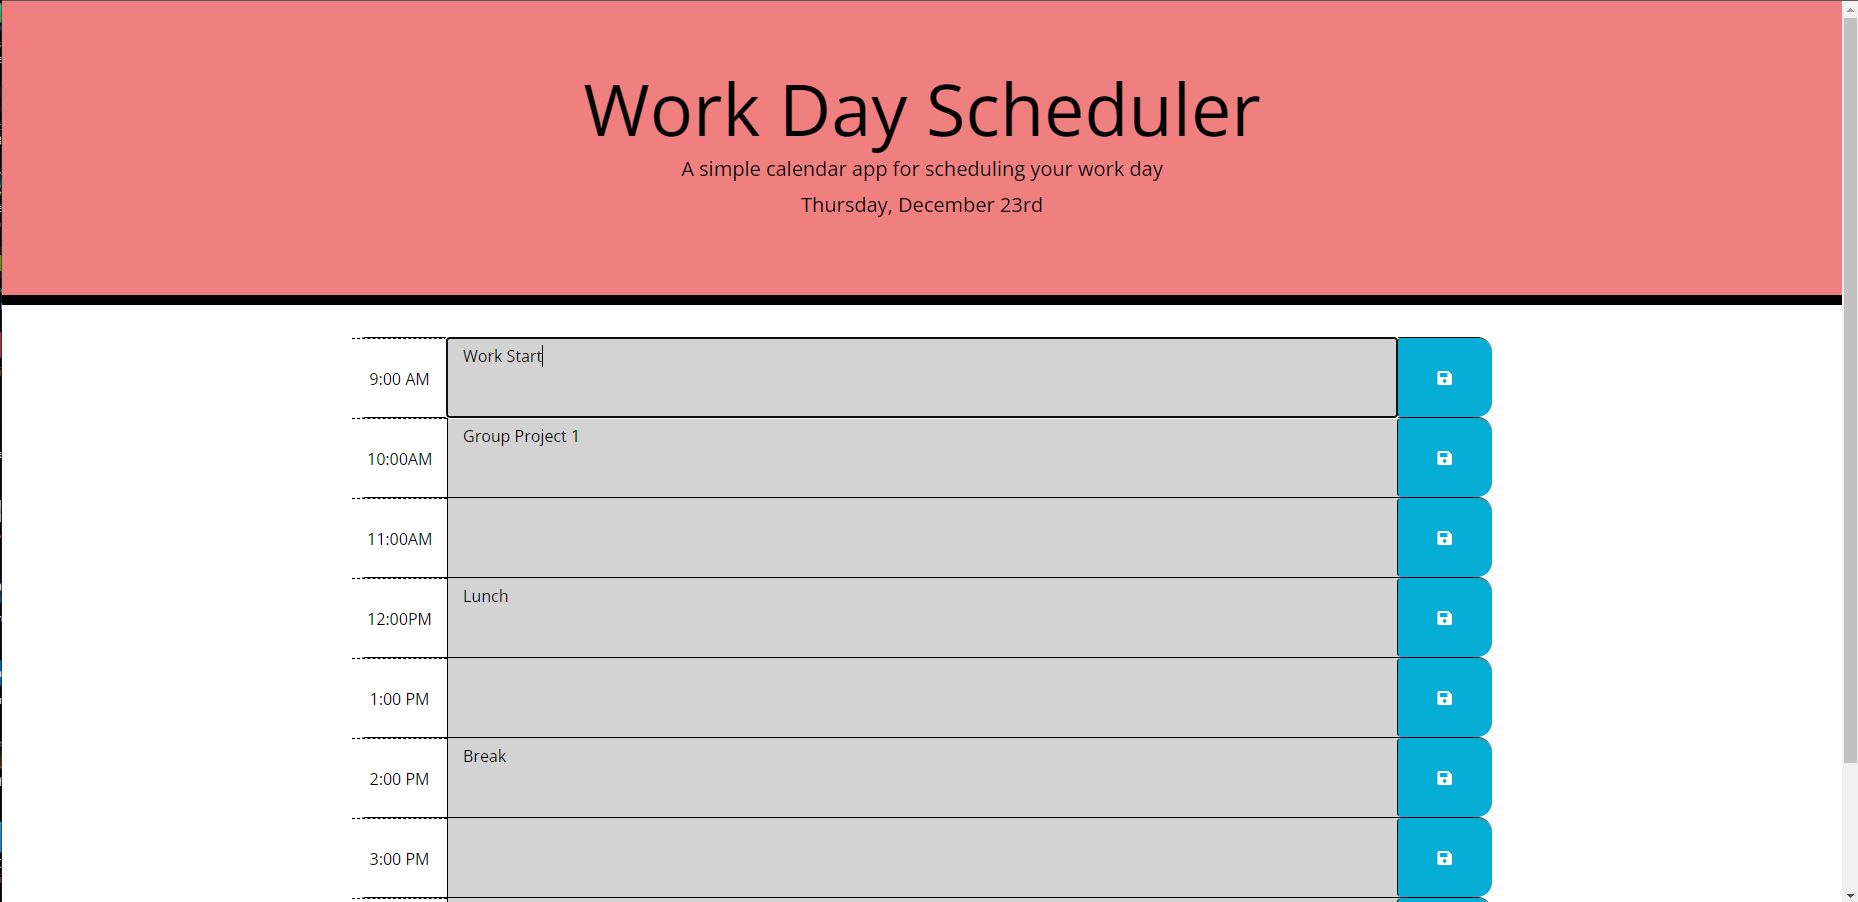 Work Day Scheduler
A simple calendar app for scheduling your work day
Thursday, December 23rd
9:00 AM Work Start
10:00AM Group Project 1
11:00AM
12:00PM Lunch
1:00 PM
2:00 PM Break
3:00 PM